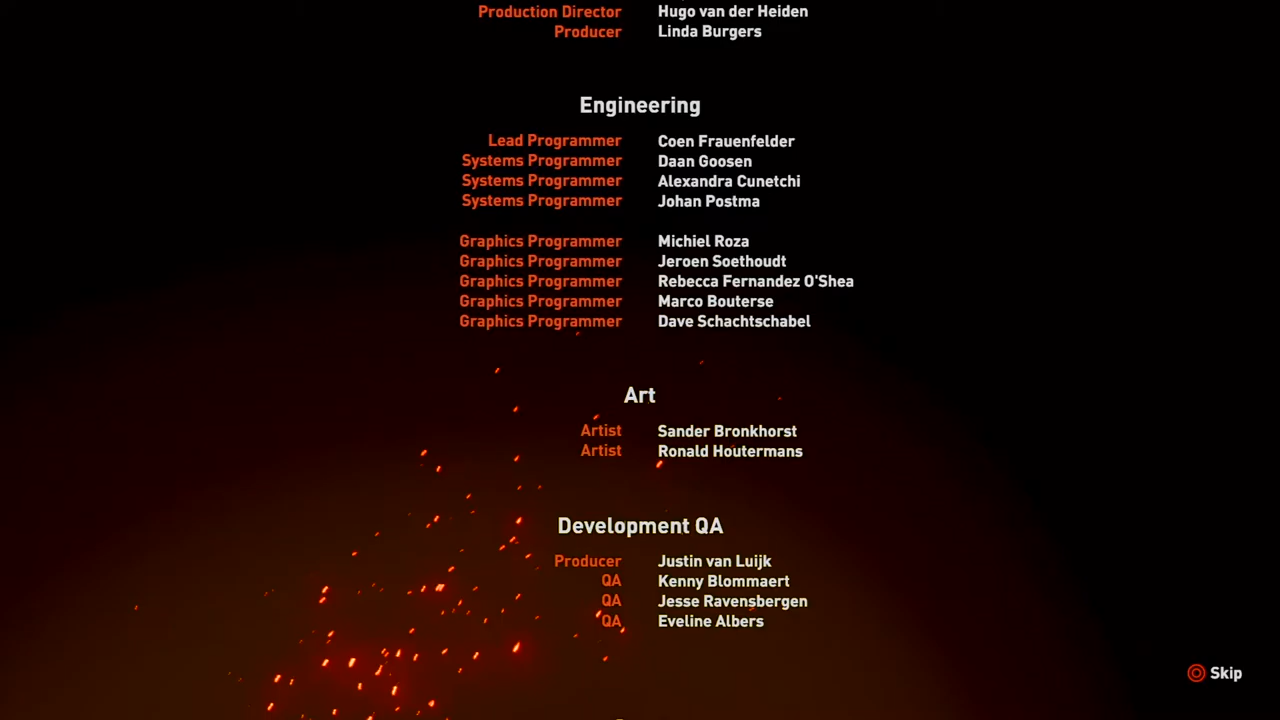 Production Director Hugo van der Heiden
Producer Linda Burgers
Engineering
Lead Programmer Coen Frauenfelder
Systems Programmer Daan Goosen
Systems Programmer Alexandra Cunetchi
Systems Programmer Johan Postma
Graphics Programmer Michiel Roza
Graphics Programmer Jeroen Soethoudt
Graphics Programmer Rebecca Fernandez O'Shea
Graphics Programmer Marco Bouterse
Graphics Programmer Dave Schachtschabel
Art
Artist Sander Bronkhorst
Artist Ronald Houtermans
Development QA
Producer Justin van Luijk
QA Kenny Blommaert
QA Jesse Ravensbergen
QA Eveline Albers
Skip